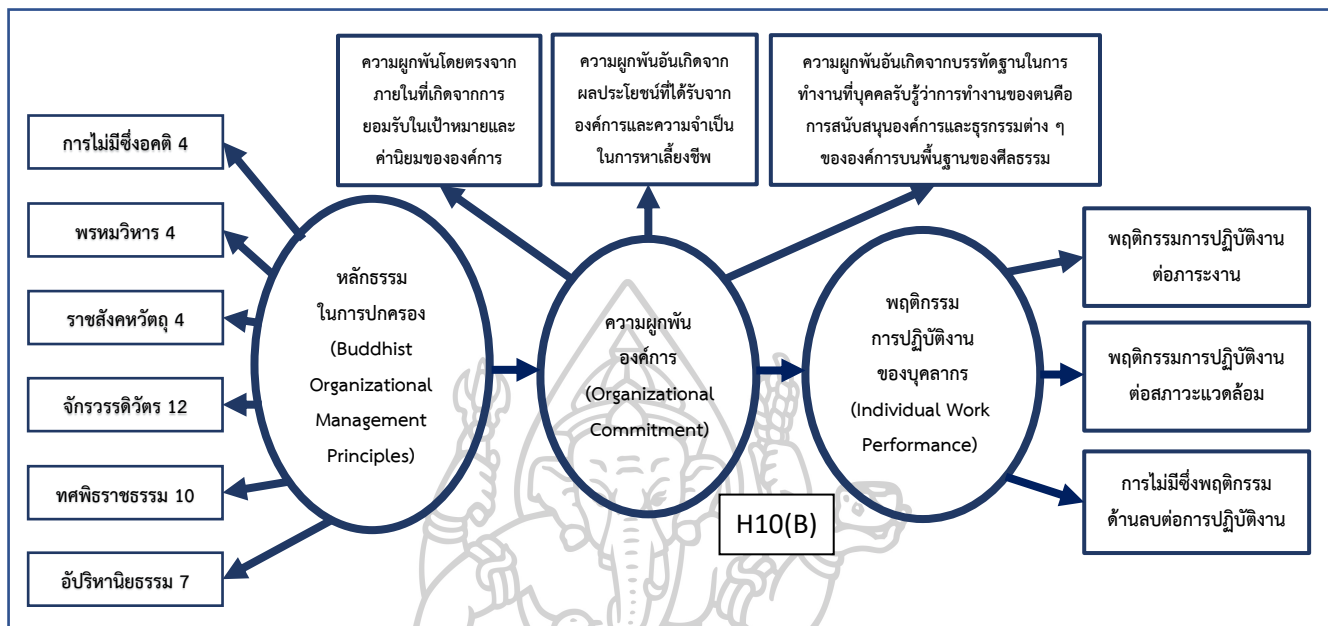 ความผูกพันโดยตรงจาก
ภายในที่เกิดจากการ
ยอมรับในเป้าหมายและ
ค่านิยมขององค์การ
ความผูกพันอันเกิดจาก
ผลประโยชน์ที่ได้รับจาก
องค์การและความจำเป็น
ในการหาเลี้ยงชีพ
ความผูกพันอันเกิดจากบรรทัดฐานในการ
ทำงานที่บุคคลรับรู้ว่าการทำงานของตนคือ
การสนับสนุนองค์การและธุรกรรมต่าง ๆ
ขององค์การบนพื้นฐานของศีลธรรม
การไม่มีซึ่งอคติ 4
พรหมวิหาร 4
ราชสังคหวัตถุ 4
จักรวรรดิวัตร 12
ทศพิธราชธรรม 10
อัปริหานิยธรรม 7
หลักธรรม
ในการปกครอง
(Buddhist
Organizational
Management
Principles)
ความผูกพัน
องค์การ
(Organizational
Commitment)
พฤติกรรม
การปฏิบัติงาน
ของบุคลากร
(Individual Work
Performance)
พฤติกรรมการปฏิบัติงาน
ต่อภาระงาน
พฤติกรรมการปฏิบัติงาน
ต่อสภาวะแวดล้อม
การไม่มีซึ่งพฤติกรรม
ด้านลบต่อการปฏิบัติงาน
H10(B)